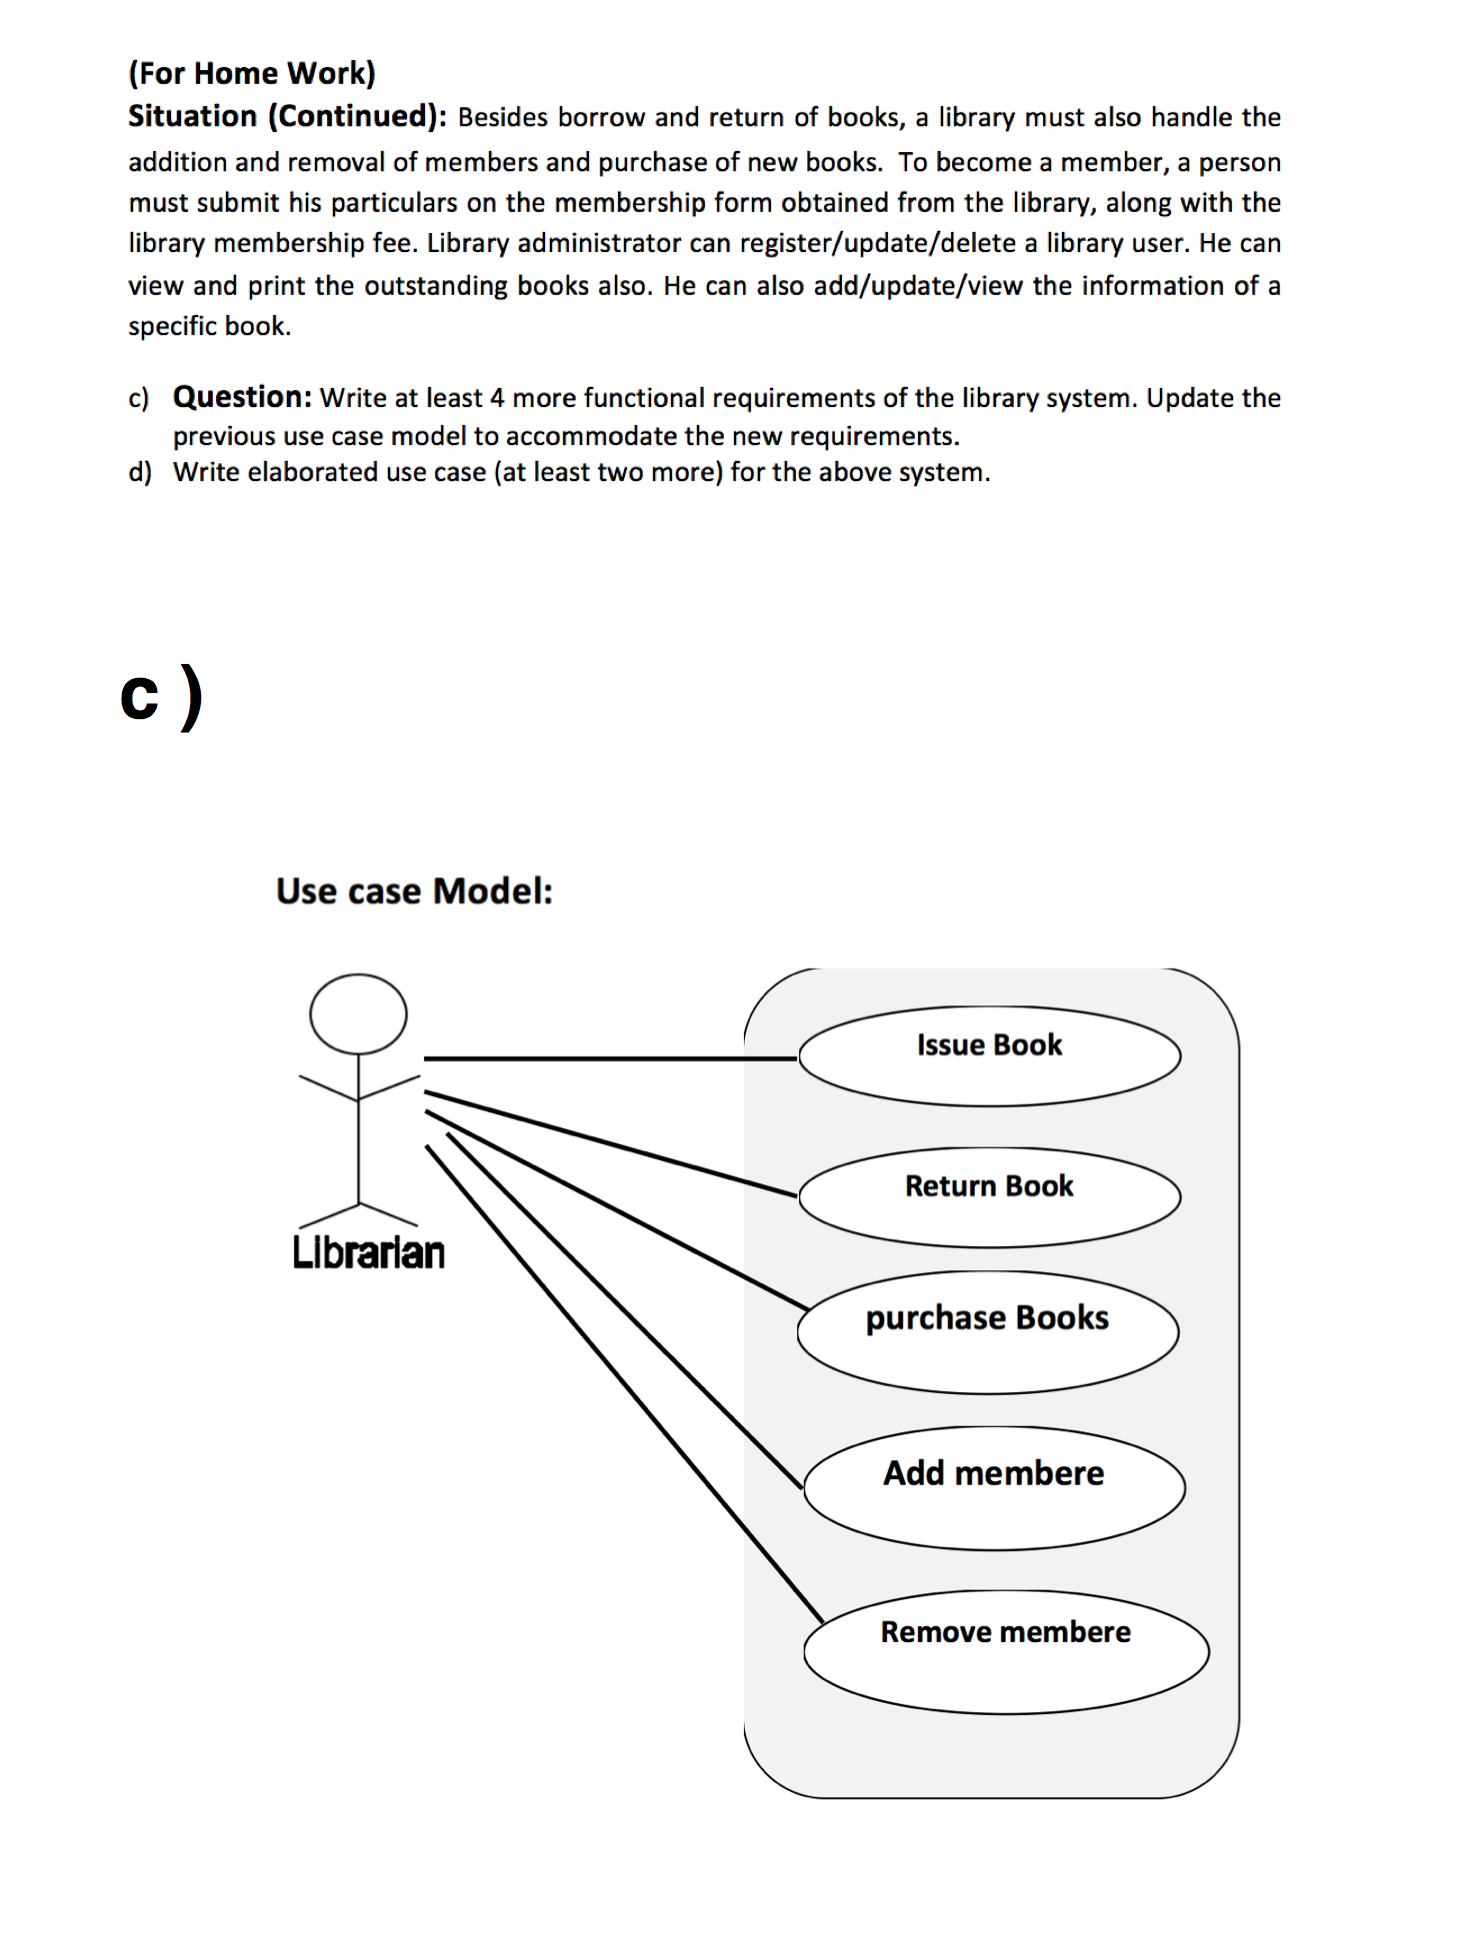 (For Home Work)
Situation (Continued): Besides borrow and return of books, a library must also handle the
addition and removal of members and purchase of new books. To become a member, a person
must submit his particulars on the membership form obtained from the library, along with the
library membership fee. Library administrator can register/update/delete a library user. He can
view and print the outstanding books also. He can also add/update/view the information of a
specific book.
c) Question: Write at least 4 more functional requirements of the library system. Update the
previous use case model to accommodate the new requirements.
d) Write elaborated use case (at least two more) for the above system.
c )
Use case Model:
Issue Book
Return Book
Librarian
purchase Books
Add membere
Remove membere